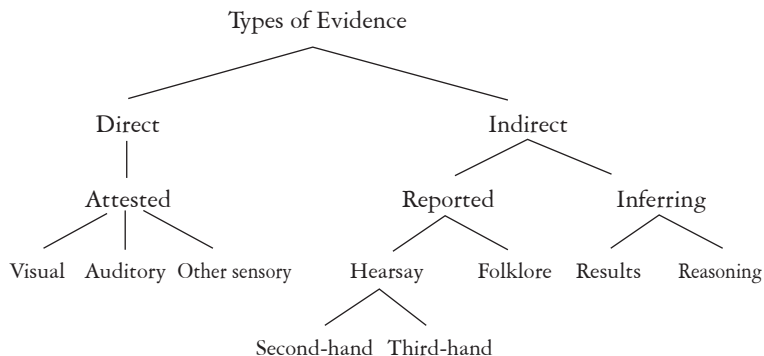 Types of Evidence
Direct Indirect
Attested Reported Inferring
Visual Auditory Other sensory Hearsay Folklore Results Reasoning
Second-hand Third-hand